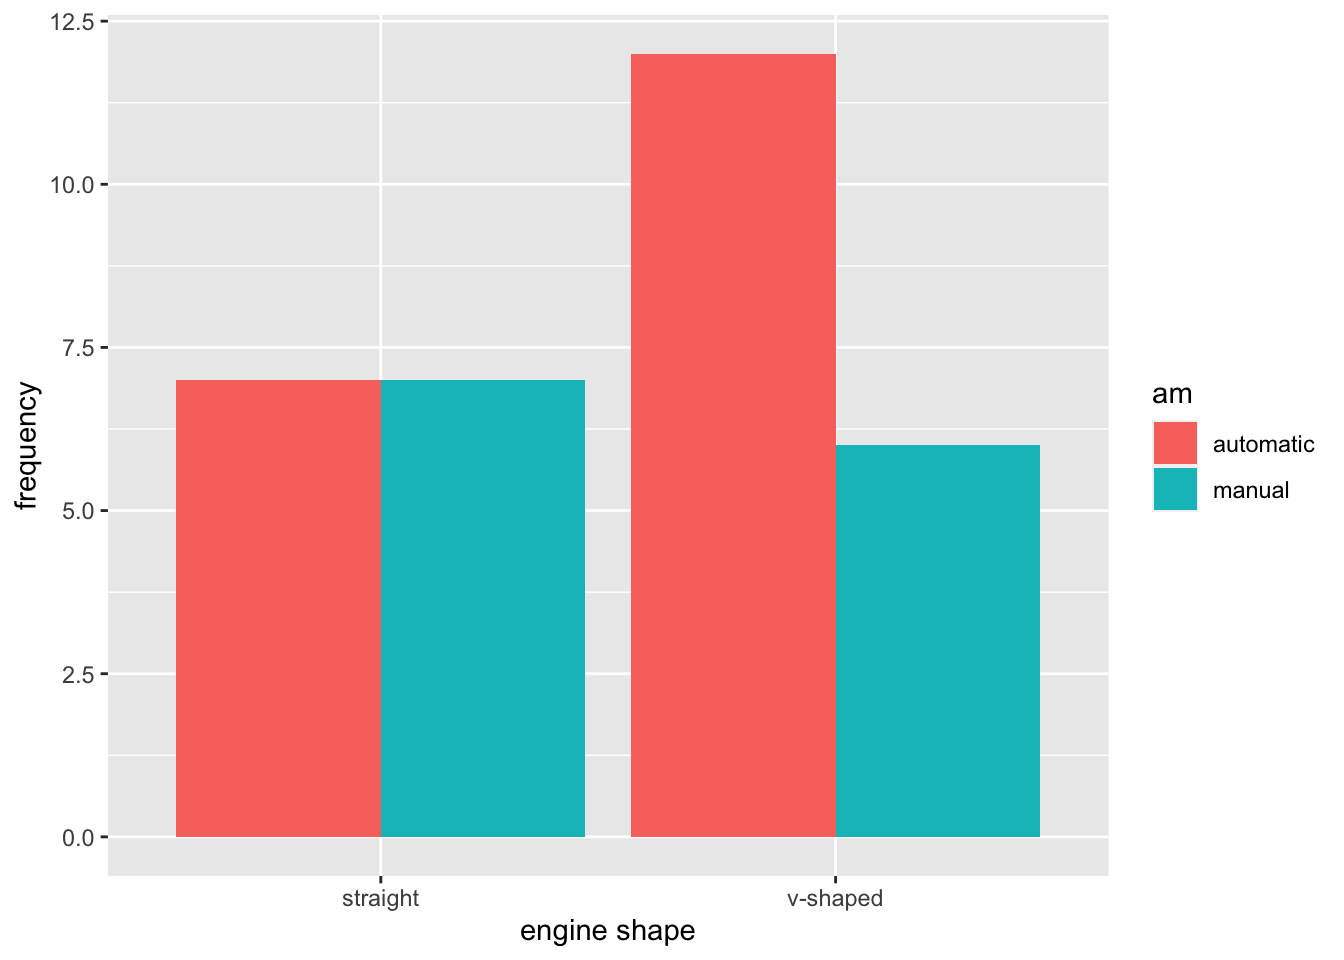 12.5
10.0
7.5
5.0
2.5
0.0
frequency
straight
v-shaped
engine shape
am
automatic
manual